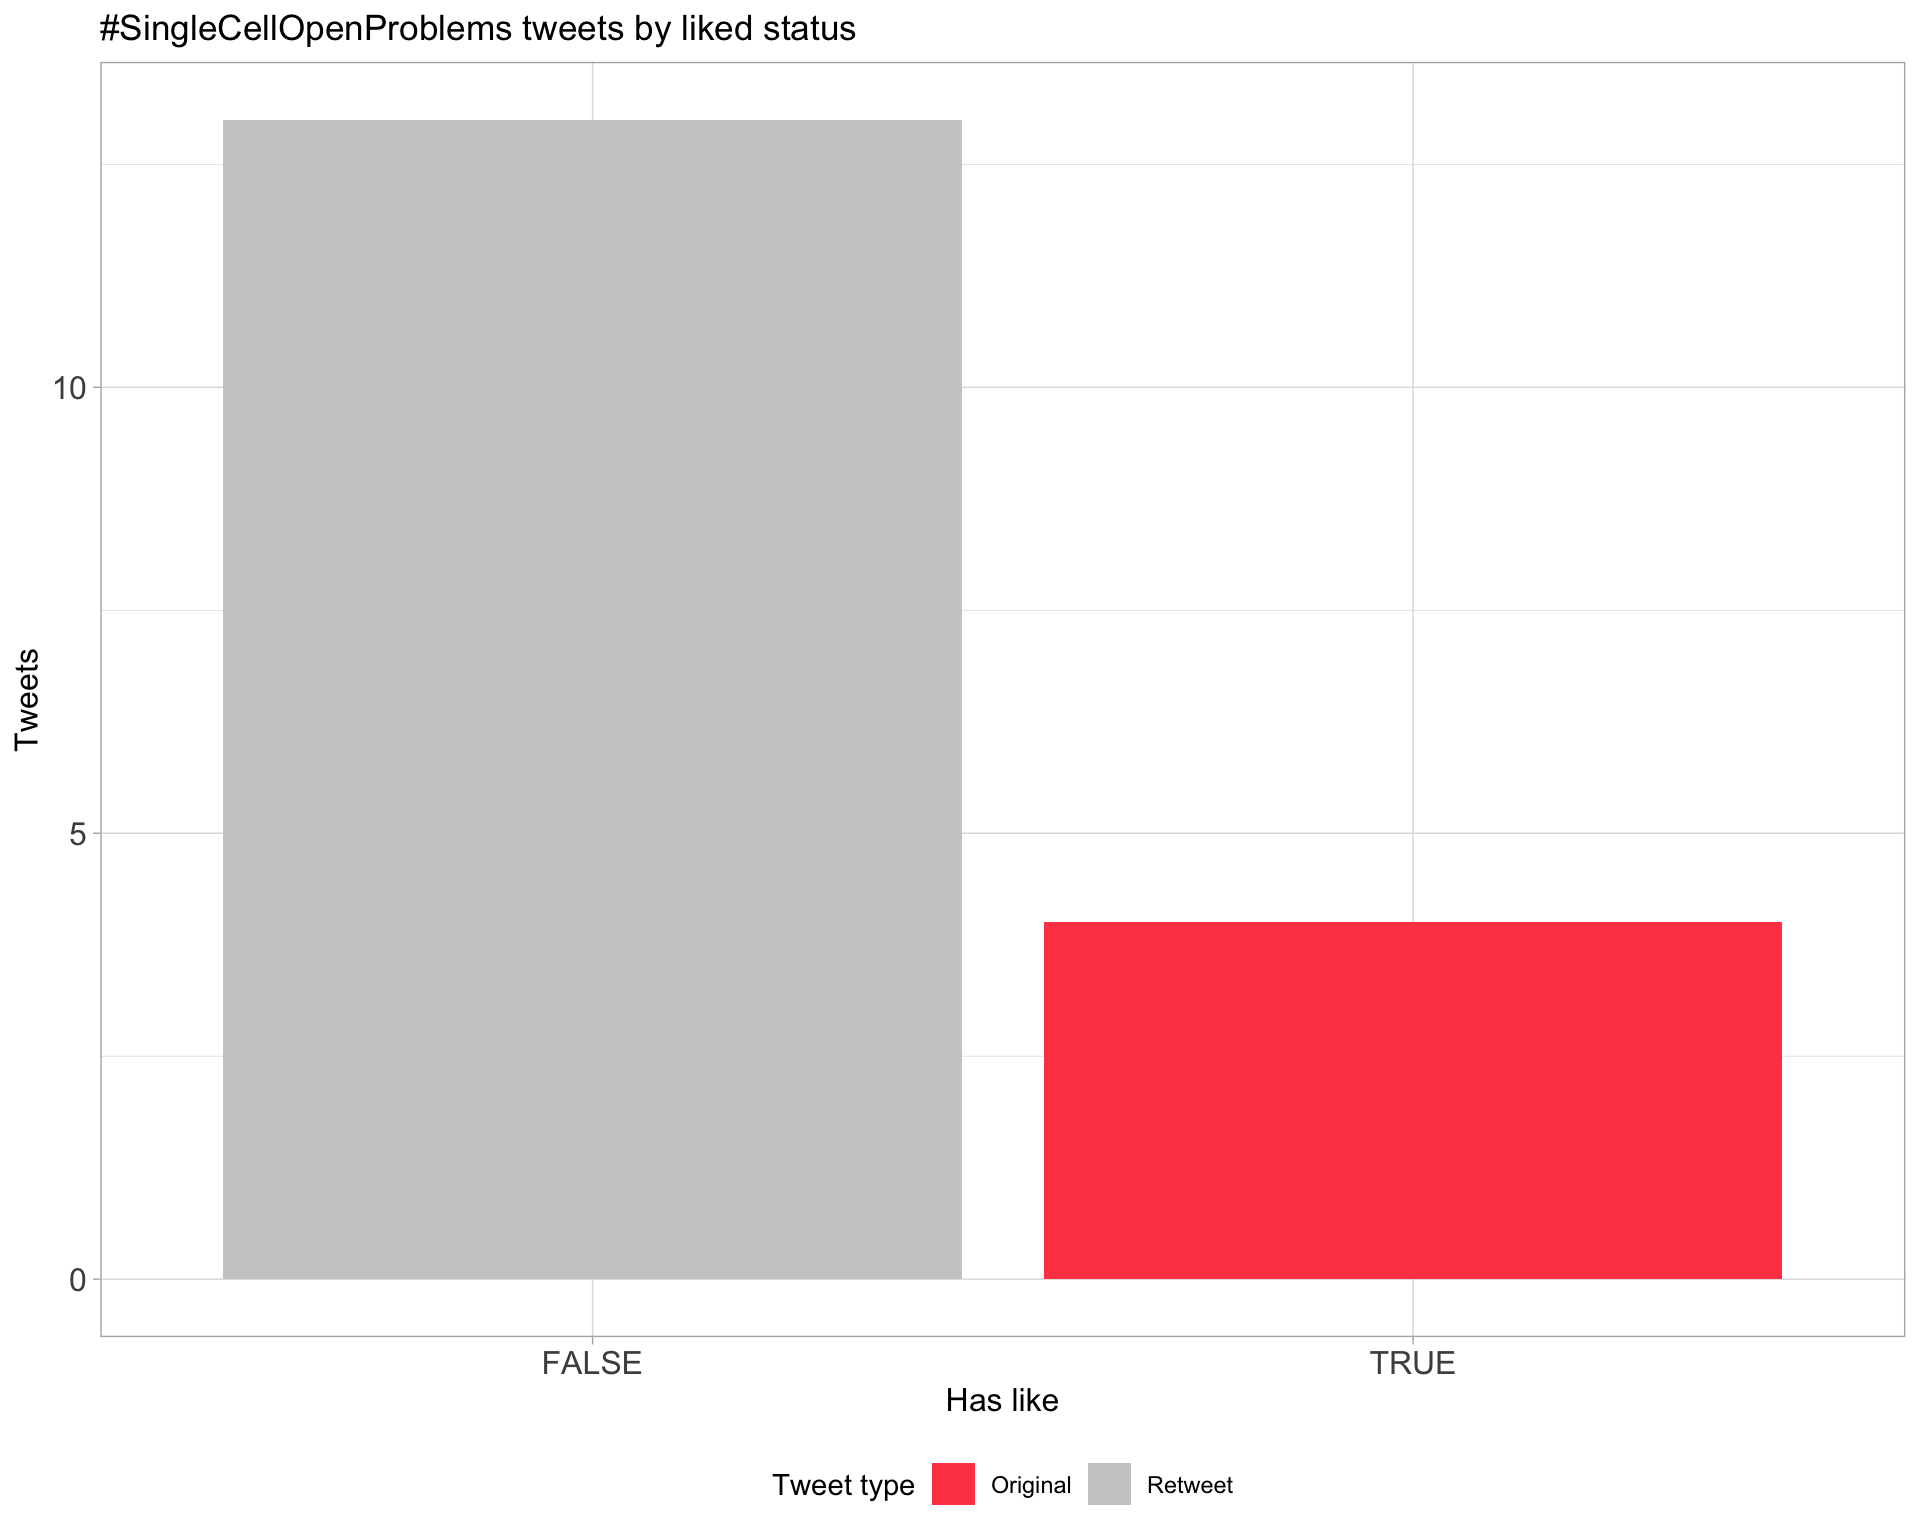 #SingleCellOpenProblems tweets by liked status
Tweets
10
5
0
FALSE TRUE
Has like
Tweet type Original Retweet